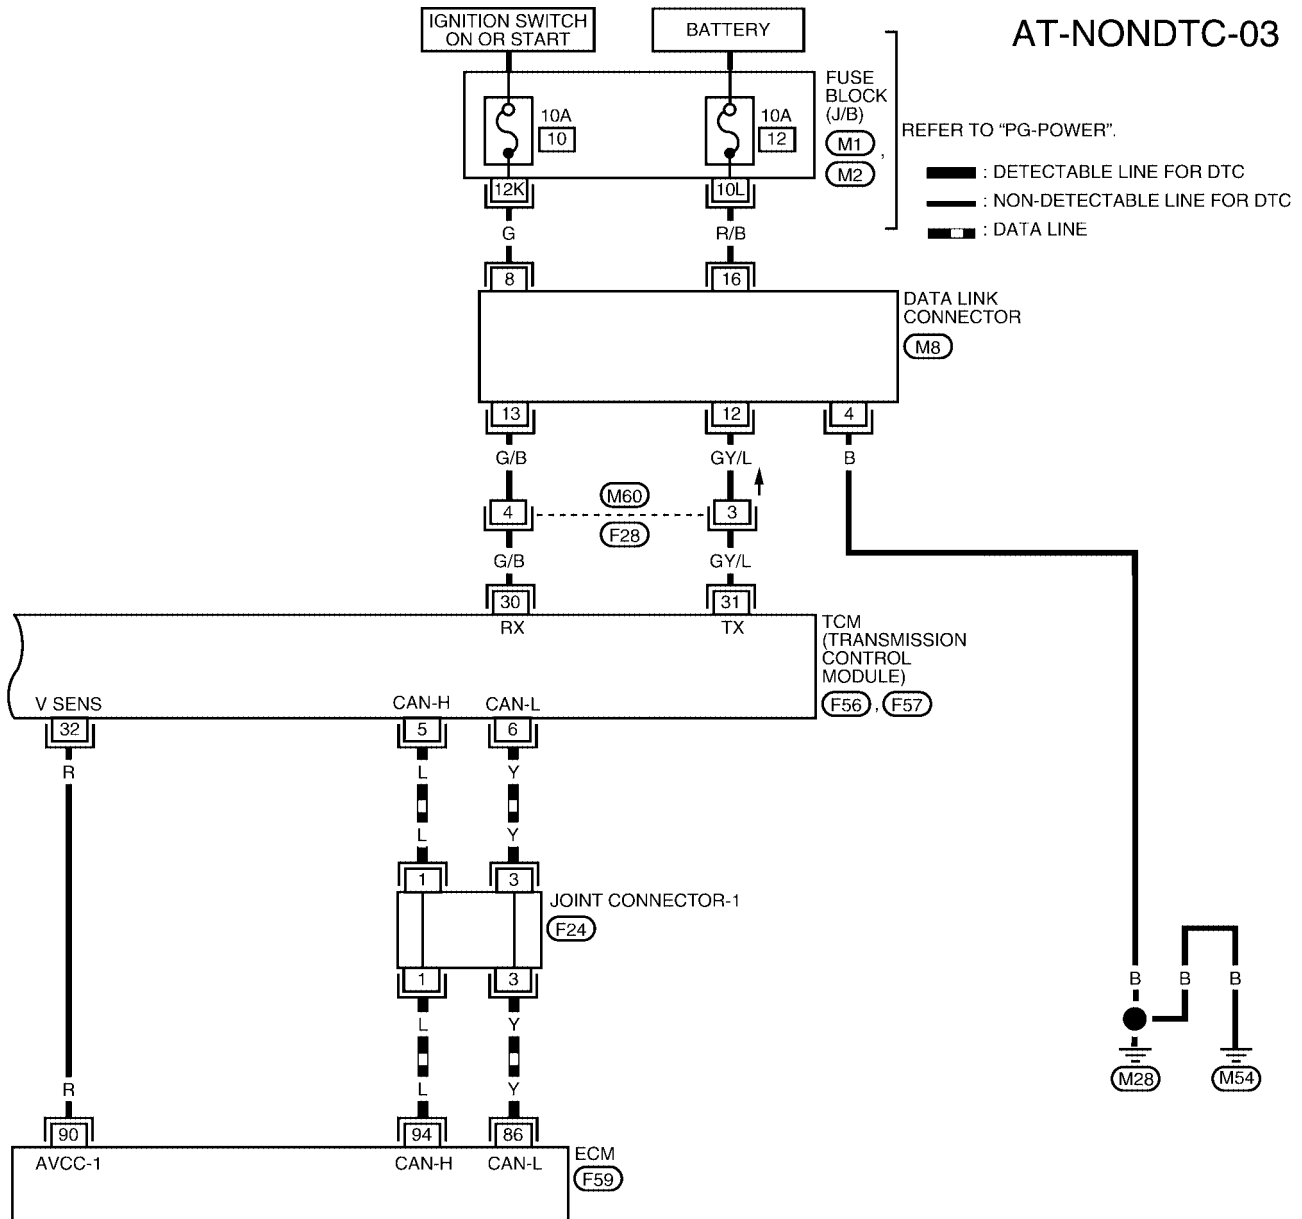 AT-NONDTC-03
IGNITION SWITCH
ON OR START
BATTERY
FUSE
BLOCK
(J/B)
M1
,
M2
10A
10
10A
12
REFER TO “PG-POWER”.
: DETECTABLE LINE FOR DTC
: NON-DETECTABLE LINE FOR DTC
: DATA LINE
12K
10L
G
R/B
8
16
DATA LINK
CONNECTOR
M8
13
12
4
G/B
GY/L
B
4
M60
3
F28
G/B
GY/L
30
31
RX
TX
TCM
(TRANSMISSION
CONTROL
MODULE)
F56 , F57
V SENS
CAN-H
CAN-L
32
5
6
R
L
Y
L
Y
1
3
JOINT CONNECTOR-1
F24
1
3
B
B
B
L
Y
M28
M54
R
L
Y
90
94
86
AVCC-1
CAN-H
CAN-L
ECM
F59